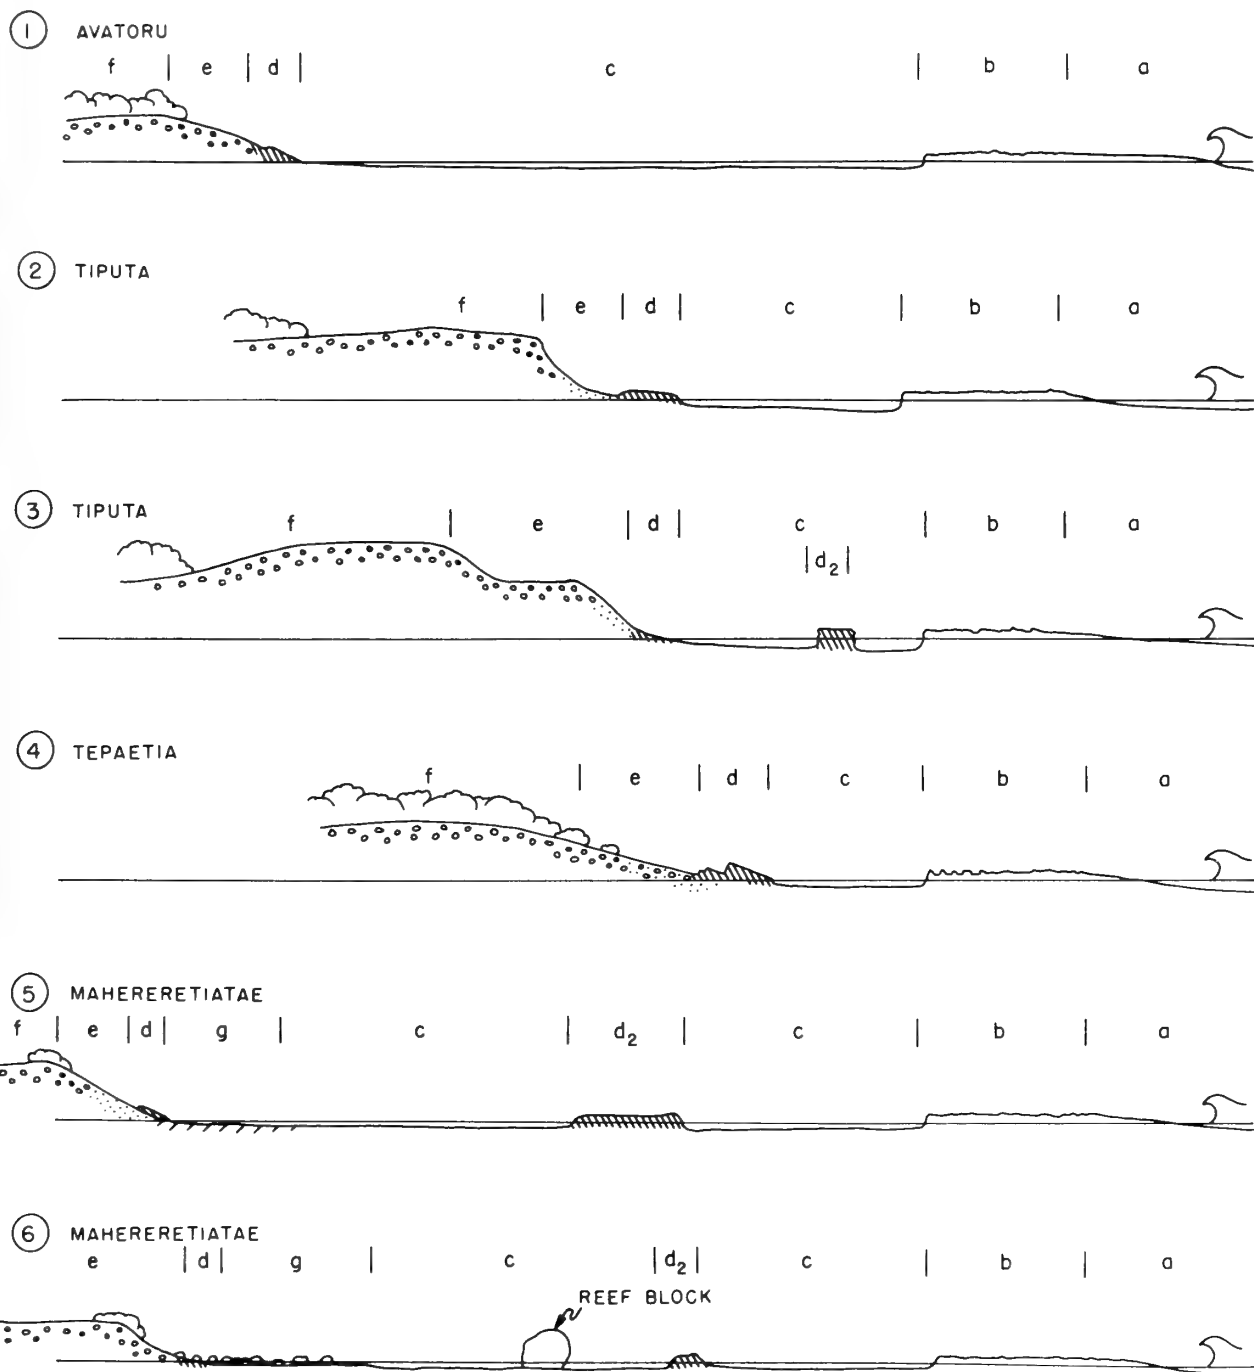 1 AVATORU
f | e | d | c | b | a
2 TIPUTA
f | e | d | c | b | a
3 TIPUTA
f | e | d | c | b | a
| d2 |
4 TEPAETIA
f | e | d | c | b | a
5 MAHERERETIATAE
f | e | d | g | c | d2 | c | b | a
6 MAHERERETIATAE
e | d | g | c | d2 | c | b | a
REEF BLOCK